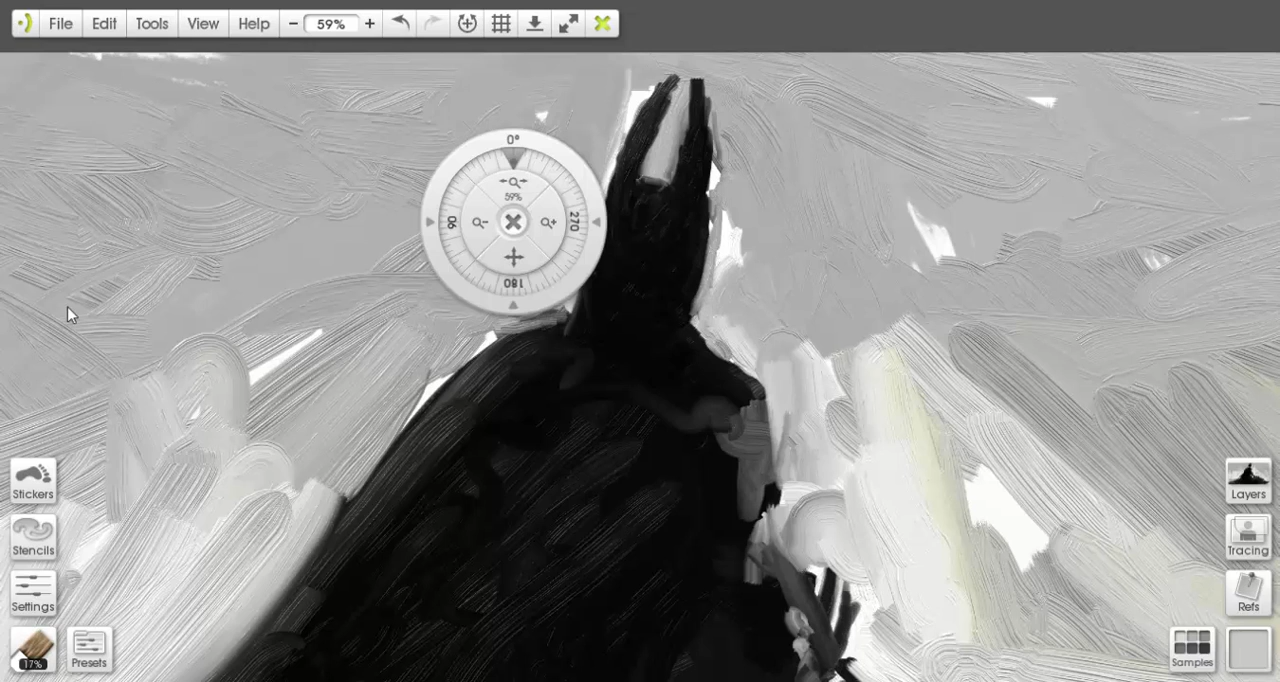 File Edit Tools View Help 59%
0°
59%
90 270
180
Stickers
Layers
Stencils
Tracing
Settings
Refs
17% Presets
Samples